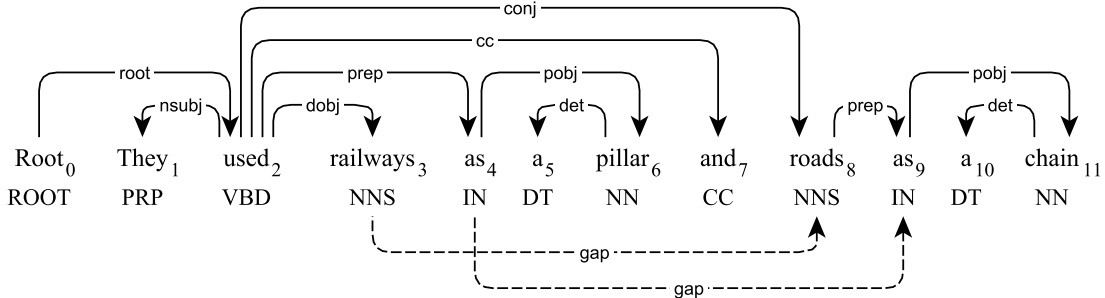 conj
cc
root prep pobj pobj
nsubj dobj det prep det
Root0 They1 used2 railways3 as4 a5 pillar6 and7 roads8 as9 a10 chain11
ROOT PRP VBD NNS IN DT NN CC NNS IN DT NN
gap
gap